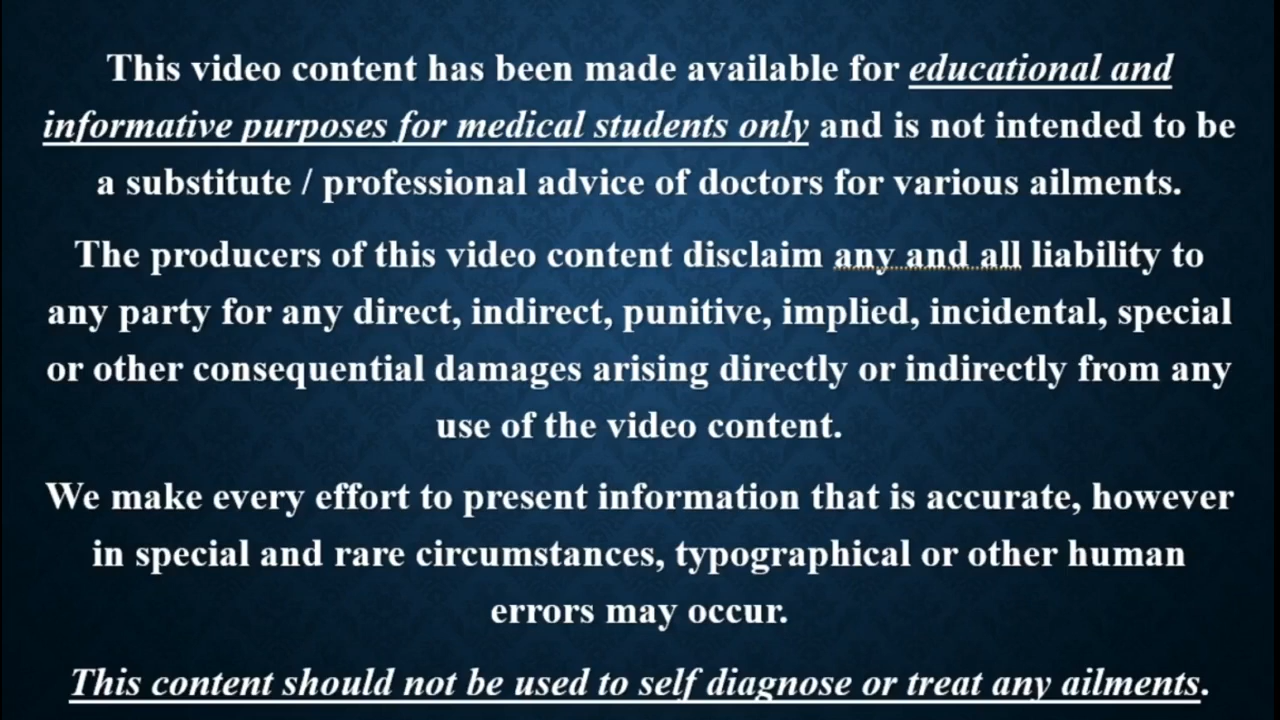 This video content has been made available for educational and
informative purposes for medical students only and is not intended to be
a substitute / professional advice of doctors for various ailments.
The producers of this video content disclaim any and all liability to
any party for any direct, indirect, punitive, implied, incidental, special
or other consequential damages arising directly or indirectly from any
use of the video content.
We make every effort to present information that is accurate, however
in special and rare circumstances, typographical or other human
errors may occur.
This content should not be used to self diagnose or treat any ailments.